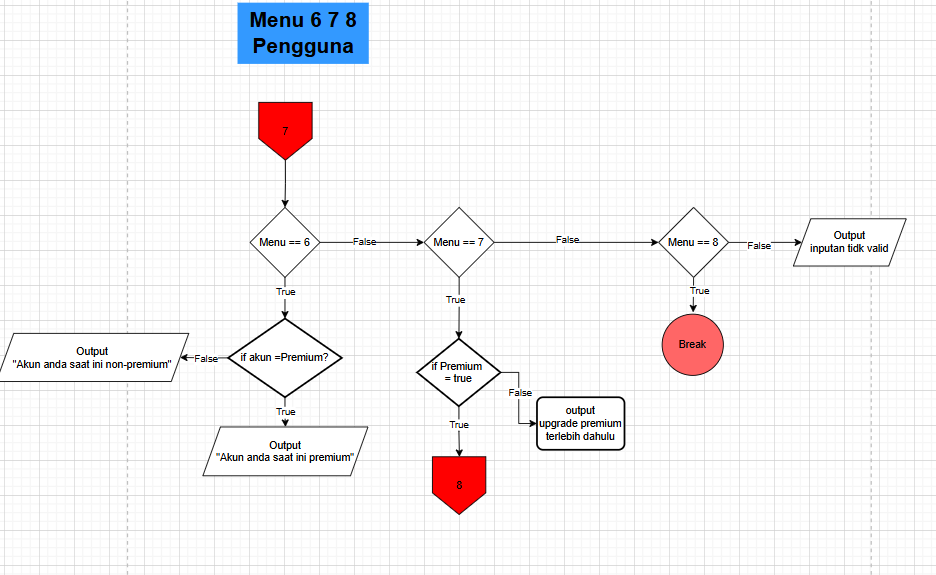 Menu 6 7 8
Pengguna
7
Menu == 6
False
Menu == 7
False
Menu == 8
False
Output
inputan tidk valid
True
True
True
Break
Output
"Akun anda saat ini non-premium"
False
if akun =Premium?
if Premium
= true
False
output
upgrade premium
terlebih dahulu
True
True
Output
"Akun anda saat ini premium"
8